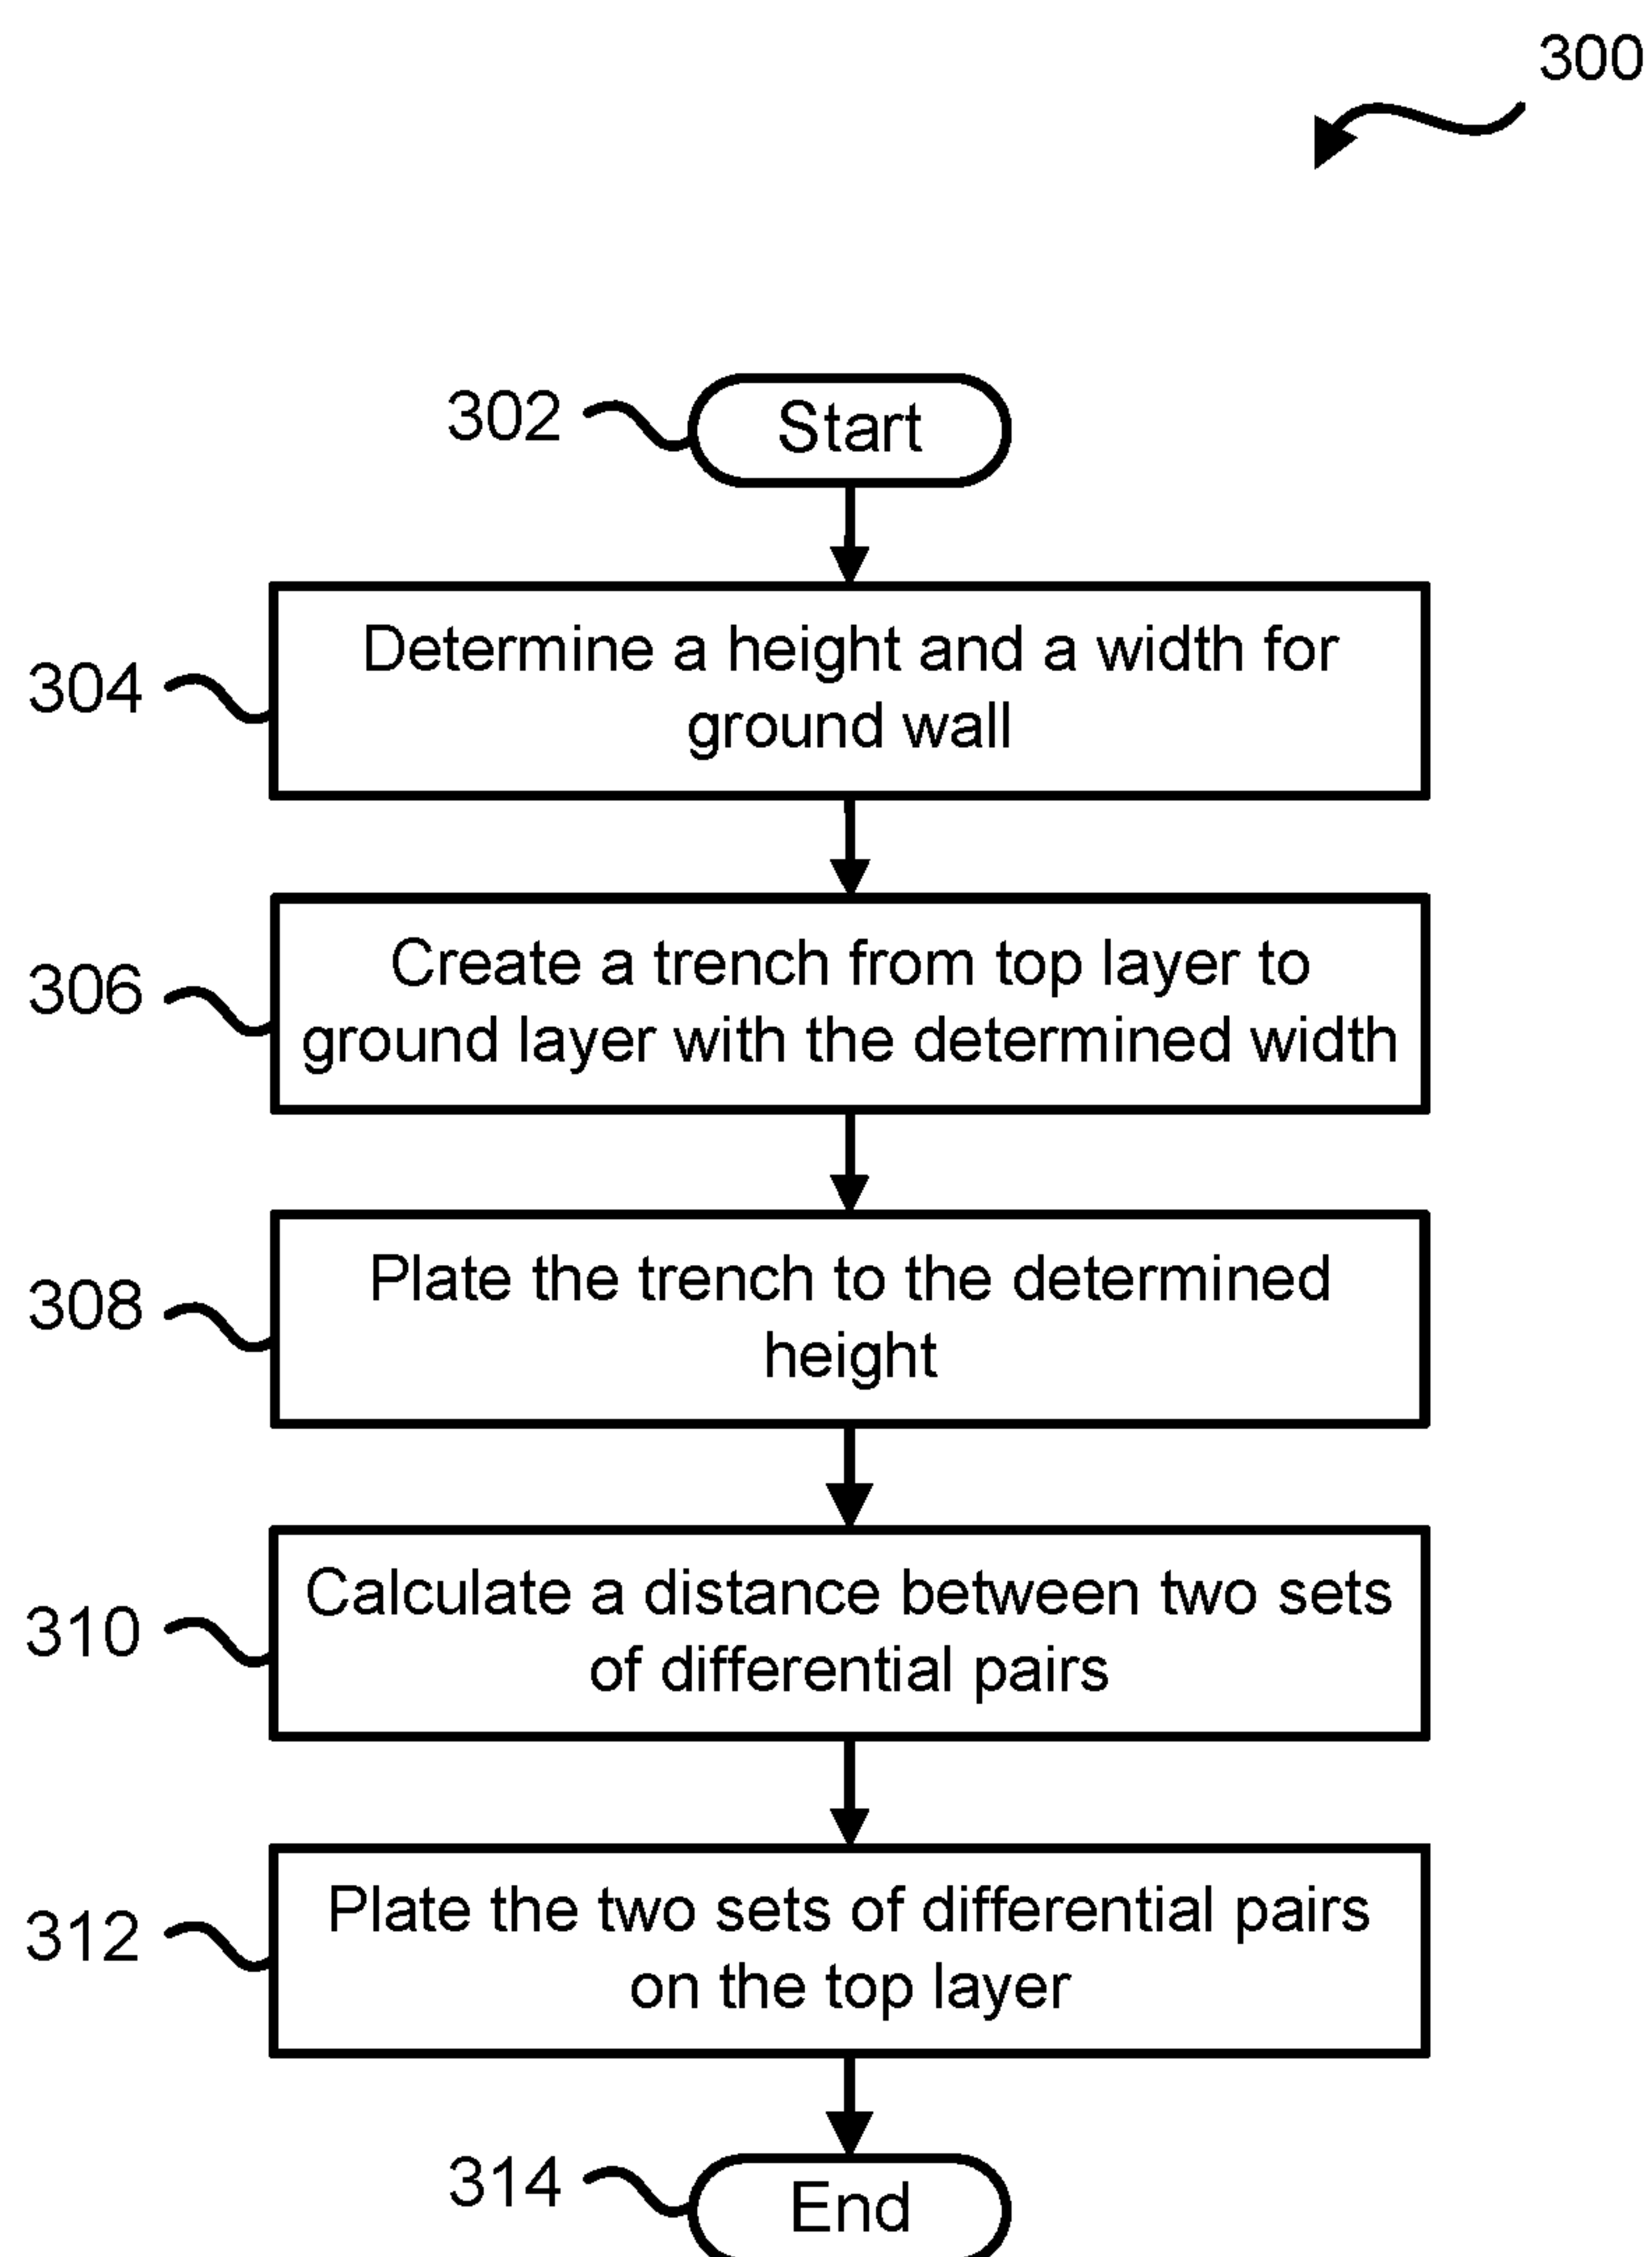 300
302
Start
304
Determine a height and a width for
ground wall
306
Create a trench from top layer to
ground layer with the determined width
308
Plate the trench to the determined
height
310
Calculate a distance between two sets
of differential pairs
312
Plate the two sets of differential pairs
on the top layer
314
End